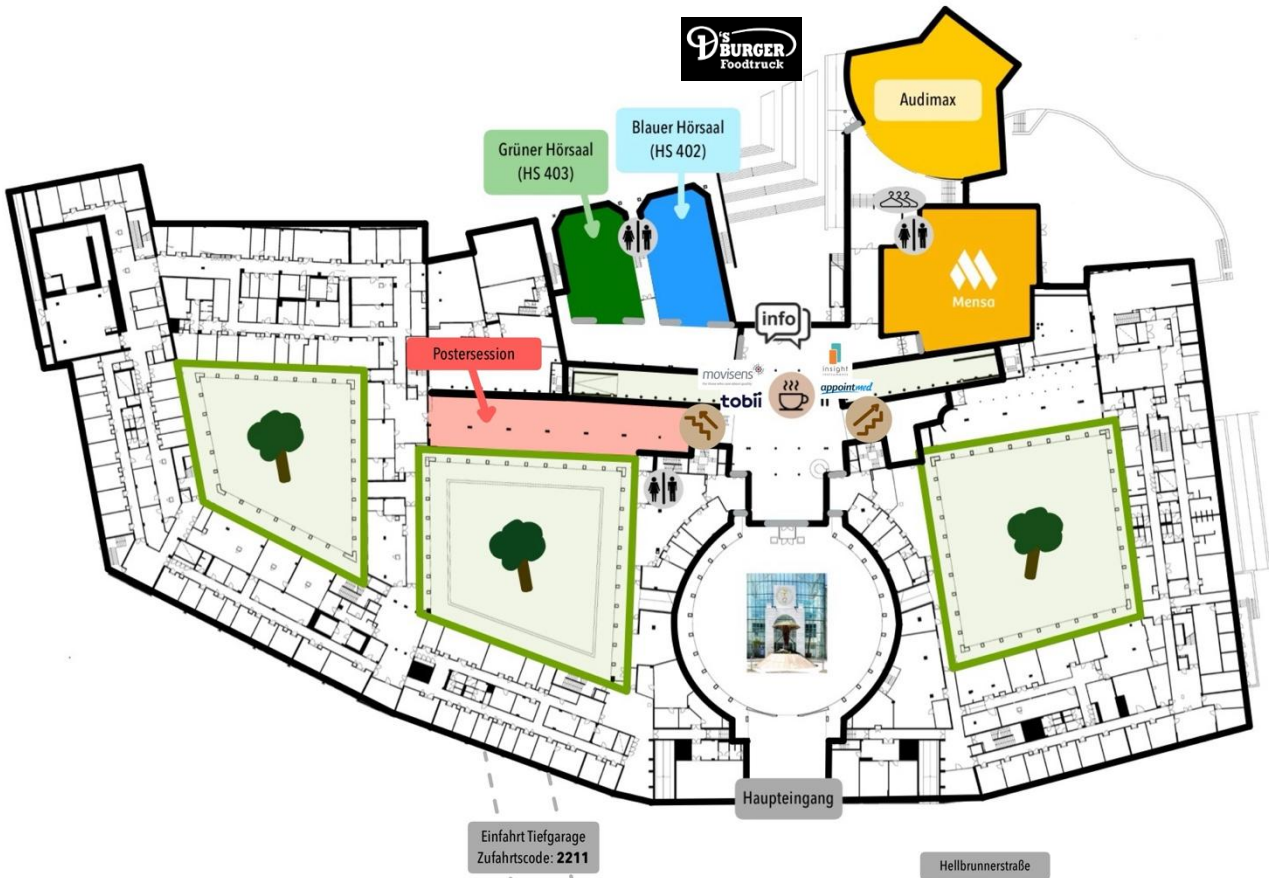 D'S
BURGER
Foodtruck
Audimax
Blauer Hörsaal
(HS 402)
Grüner Hörsaal
(HS 403)
Mensa
info
Postersession
movisens
insight
instruments
tobii
appointmed
Haupteingang
Einfahrt Tiefgarage
Zufahrtscode: 2211
Hellbrunnerstraße